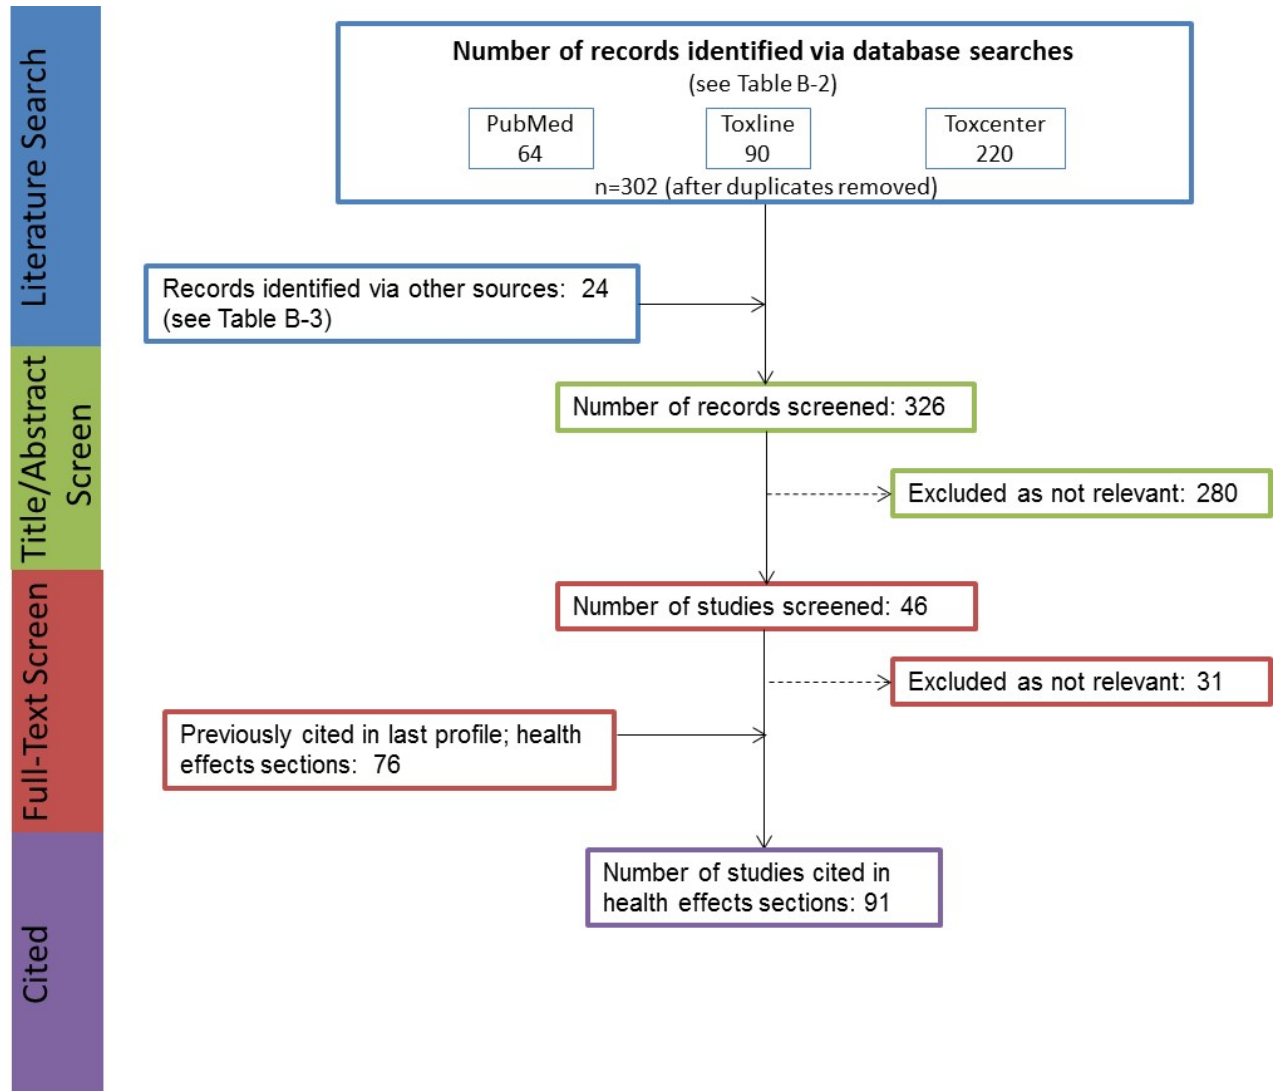 Literature Search
Number of records identified via database searches
(see Table B-2)
PubMed
64
Toxline
90
Toxcenter
220
n=302 (after duplicates removed)
Records identified via other sources: 24
(see Table B-3)
Title/Abstract
Screen
Number of records screened: 326
Excluded as not relevant: 280
Full-Text Screen
Number of studies screened: 46
Excluded as not relevant: 31
Previously cited in last profile; health
effects sections: 76
Cited
Number of studies cited in
health effects sections: 91